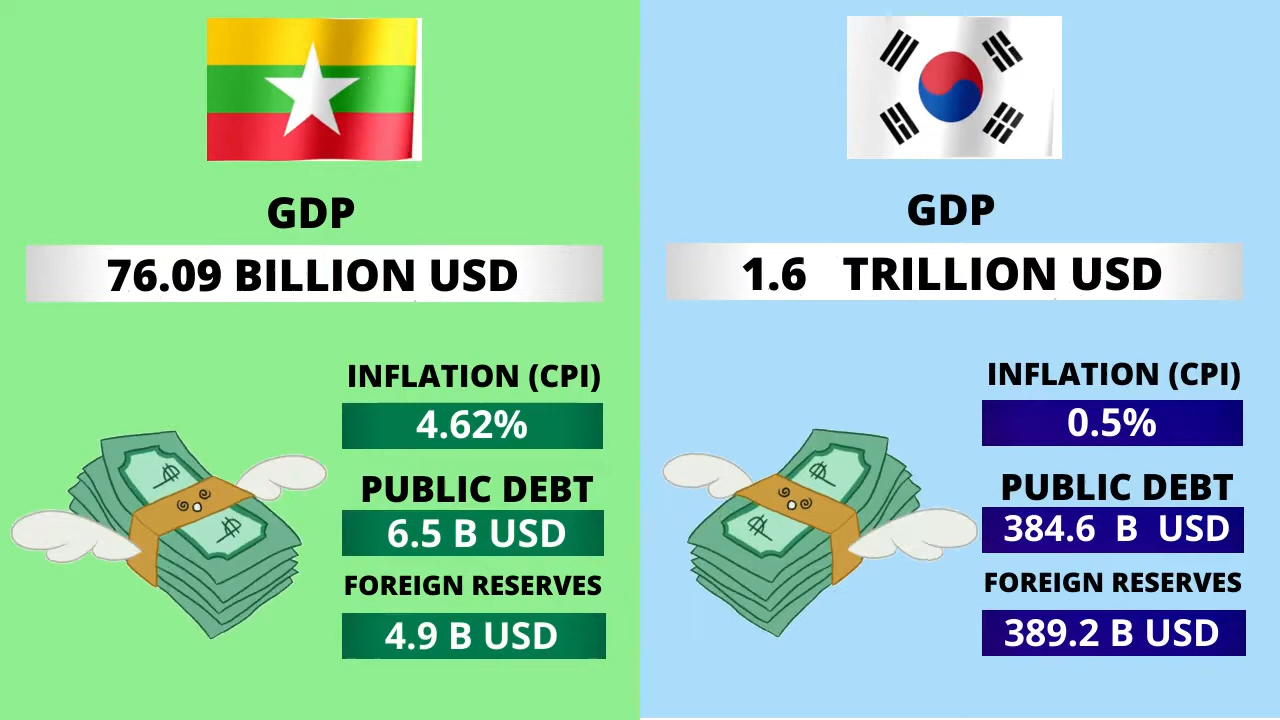 GDP
76.09 BILLION USD
INFLATION (CPI)
4.62%
PUBLIC DEBT
6.5 B USD
FOREIGN RESERVES
4.9 B USD
GDP
1.6 TRILLION USD
INFLATION (CPI)
0.5%
PUBLIC DEBT
384.6 B USD
FOREIGN RESERVES
389.2 B USD